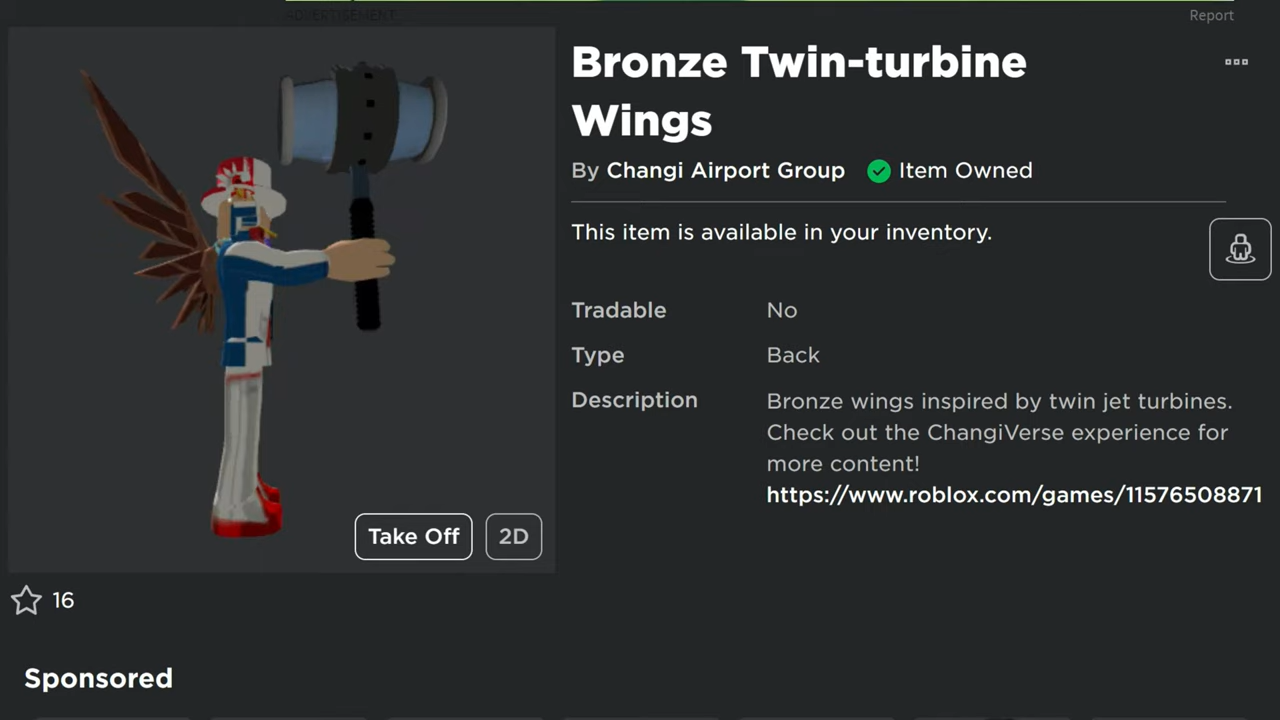 ADVERTISEMENT
Report
Bronze Twin-turbine
Wings
By Changi Airport Group Item Owned
This item is available in your inventory.
Tradable No
Type Back
Description Bronze wings inspired by twin jet turbines.
Check out the ChangiVerse experience for
more content!
https://www.roblox.com/games/11576508871
Take Off 2D
16
Sponsored